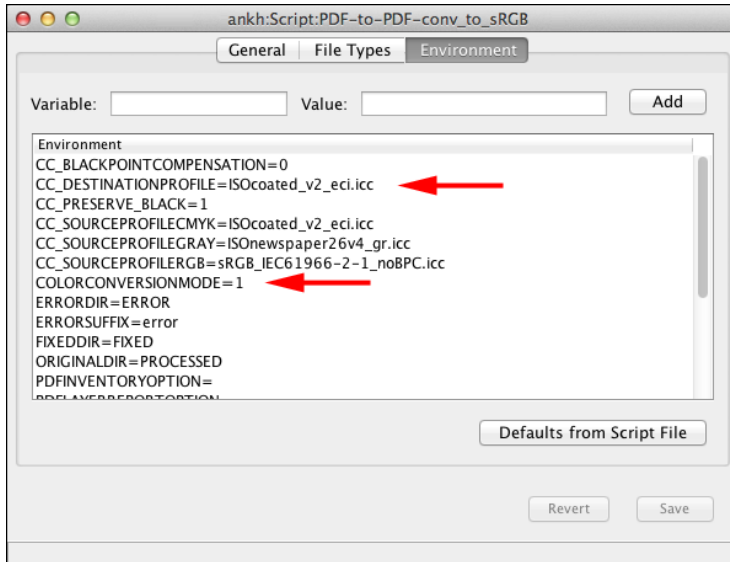 ankh:Script:PDF-to-PDF-conv_to_sRGB
General File Types Environment
Variable: Value: Add
Environment
CC_BLACKPOINTCOMPENSATION=0
CC_DESTINATIONPROFILE=ISOcoated_v2_eci.icc
CC_PRESERVE_BLACK=1
CC_SOURCEPROFILECMYK=ISOcoated_v2_eci.icc
CC_SOURCEPROFILEGRAY=ISOnewspaper26v4_gr.icc
CC_SOURCEPROFILERGB=sRGB_IEC61966-2-1_noBPC.icc
COLORCONVERSIONMODE=1
ERRORDIR=ERROR
ERRORSUFFIX=error
FIXEDDIR=FIXED
ORIGINALDIR=PROCESSED
PDFINVENTORYOPTION=
Defaults from Script File
Revert Save